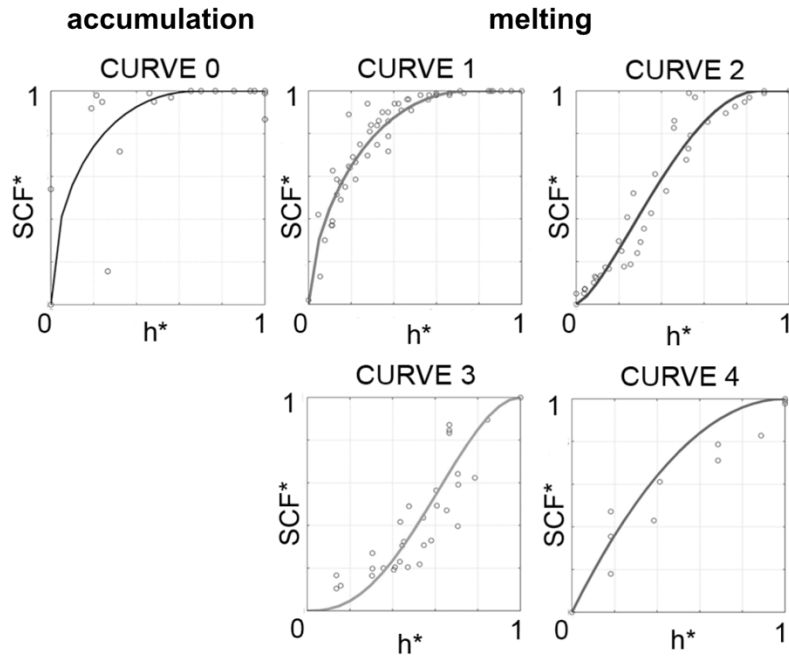 accumulation melting
CURVE 0 CURVE 1 CURVE 2
1 1 1
SCF* SCF* SCF*
0 1 0 1 0 1
h* h* h*
CURVE 3 CURVE 4
1 1
SCF* SCF*
0 1 0 1
h* h*